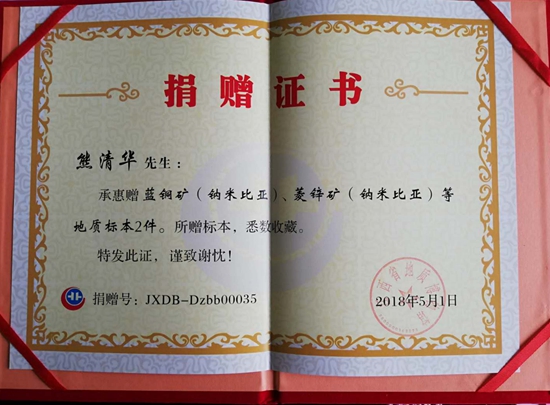 捐赠证书
熊清华 先生：
承惠赠蓝铜矿（钠米比亚）、菱锌矿（钠米比亚）等
地质标本2件。所赠标本，悉数收藏。
特发此证，谨致谢忱！
捐赠号：JXDB-Dzbb00035
2018年5月1日